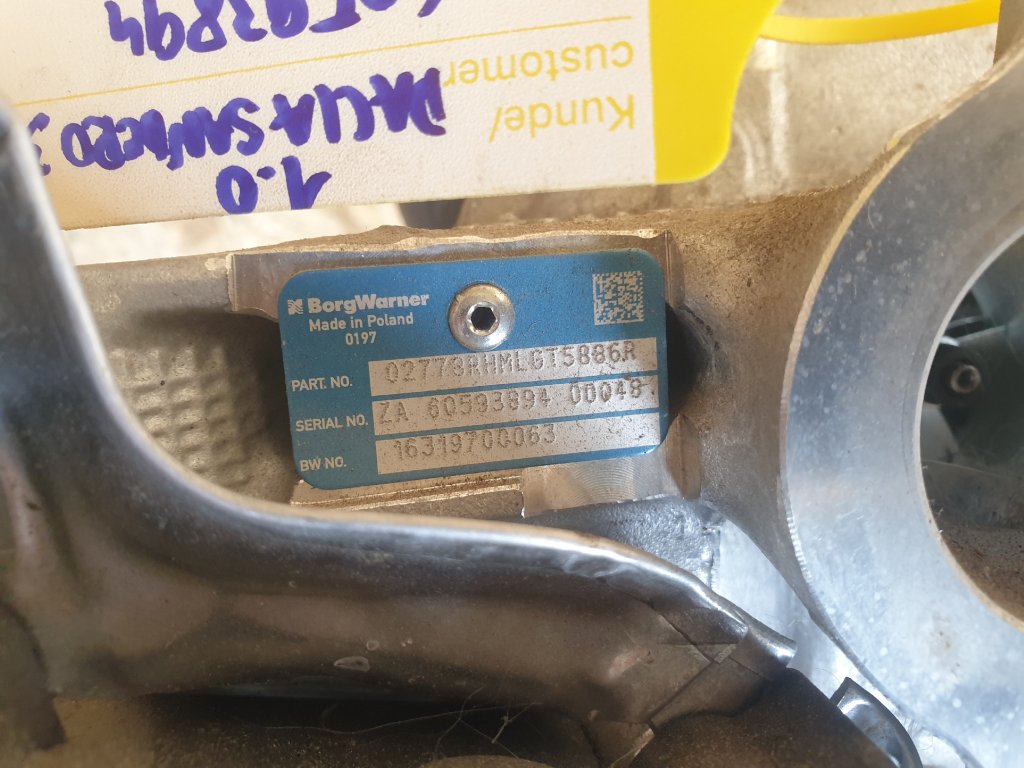 1.0
Kunde/
customer
DACIA SANDERO 3
BorgWarner
Made in Poland
0197
PART. NO. 02778RHMLGT5886R
SERIAL NO. ZA 60593894 00048
BW NO. 16319700063